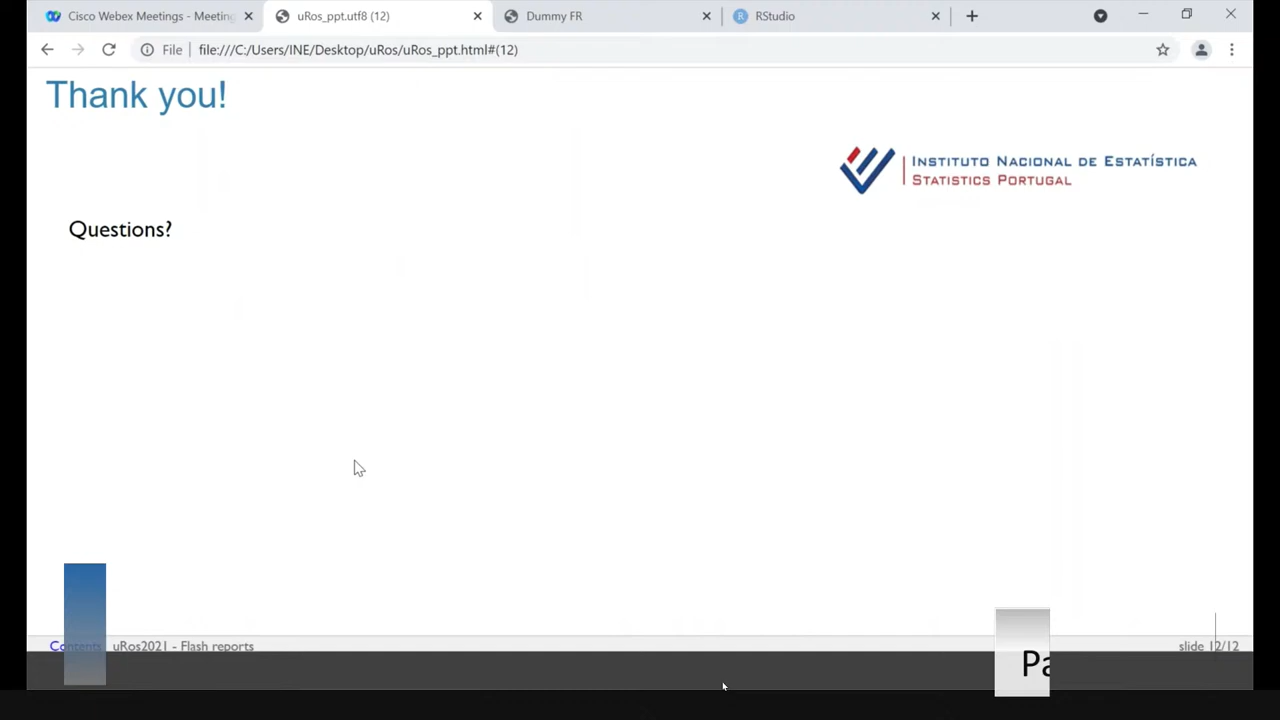 Cisco Webex Meetings - Meeting
uRos_ppt.utf8 (12)
Dummy FR
RStudio
File
file:///C:/Users/INE/Desktop/uRos/uRos_ppt.html#(12)
Thank you!
INSTITUTO NACIONAL DE ESTATÍSTICA
STATISTICS PORTUGAL
Questions?
Contents uRos2021 - Flash reports
slide 12/12
Pa